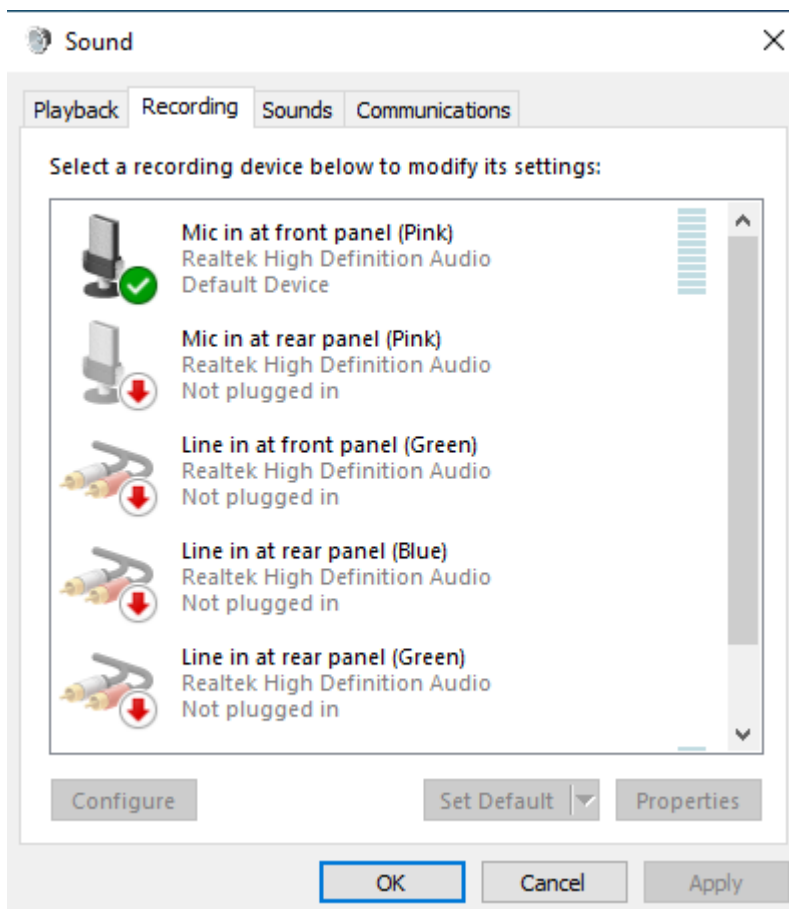 Sound
Playback Recording Sounds Communications
Select a recording device below to modify its settings:
Mic in at front panel (Pink)
Realtek High Definition Audio
Default Device
Mic in at rear panel (Pink)
Realtek High Definition Audio
Not plugged in
Line in at front panel (Green)
Realtek High Definition Audio
Not plugged in
Line in at rear panel (Blue)
Realtek High Definition Audio
Not plugged in
Line in at rear panel (Green)
Realtek High Definition Audio
Not plugged in
Configure Set Default Properties
OK Cancel Apply